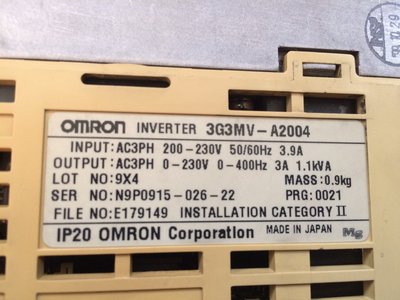 OMRON INVERTER 3G3MV-A2004
INPUT:AC3PH 200-230V 50/60Hz 3.9A
OUTPUT:AC3PH 0-230V 0-400Hz 3A 1.1kVA
LOT NO:9X4 MASS:0.9kg
SER NO:N9P0915-026-22 PRG:0021
FILE NO:E179149 INSTALLATION CATEGORY II
IP20 OMRON Corporation MADE IN JAPAN